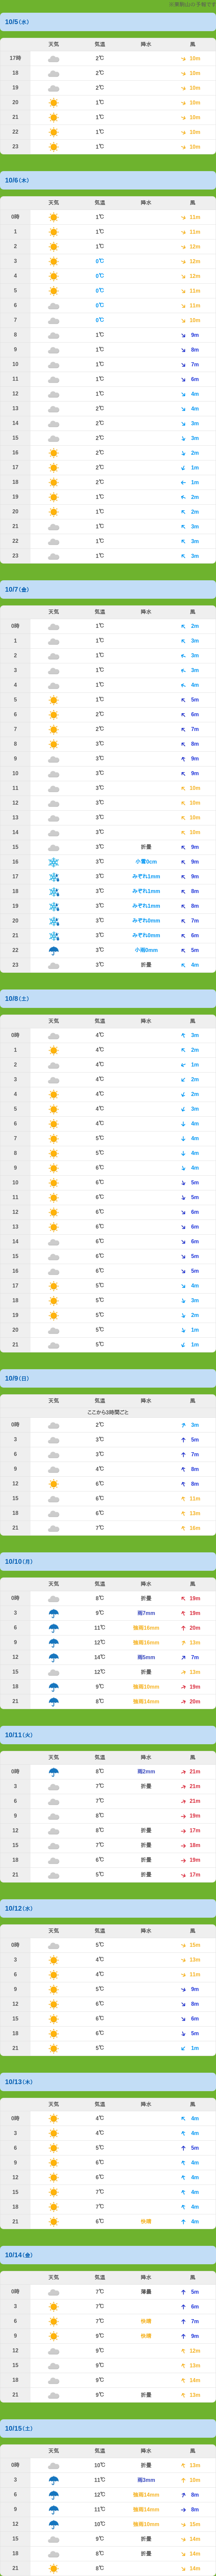 10/5(水)
天気 気温 降水 風
17時 2℃ 10m
18 2℃ 10m
19 2℃ 10m
20 1℃ 10m
21 1℃ 10m
22 1℃ 10m
23 1℃ 10m
10/6(木)
天気 気温 降水 風
0時 1℃ 11m
1 1℃ 11m
2 1℃ 12m
3 0℃ 12m
4 0℃ 12m
5 0℃ 11m
6 0℃ 11m
7 0℃ 10m
8 1℃ 9m
9 1℃ 8m
10 1℃ 7m
11 1℃ 6m
12 1℃ 4m
13 2℃ 4m
14 2℃ 3m
15 2℃ 3m
16 2℃ 2m
17 2℃ 1m
18 2℃ 1m
19 1℃ 2m
20 1℃ 2m
21 1℃ 3m
22 1℃ 3m
23 1℃ 3m
10/7(金)
天気 気温 降水 風
0時 1℃ 2m
1 1℃ 3m
2 1℃ 3m
3 1℃ 3m
4 1℃ 4m
5 1℃ 5m
6 2℃ 6m
7 2℃ 7m
8 3℃ 8m
9 3℃ 9m
10 3℃ 9m
11 3℃ 10m
12 3℃ 10m
13 3℃ 10m
14 3℃ 10m
15 3℃ 折曇 9m
16 3℃ 小雪0cm 9m
17 3℃ みぞれ1mm 9m
18 3℃ みぞれ1mm 8m
19 3℃ みぞれ1mm 8m
20 3℃ みぞれ0mm 7m
21 3℃ みぞれ0mm 6m
22 3℃ 小雨0mm 5m
23 3℃ 折曇 4m
10/8(土)
天気 気温 降水 風
0時 4℃ 3m
1 4℃ 2m
2 4℃ 1m
3 4℃ 2m
4 4℃ 2m
5 4℃ 3m
6 4℃ 4m
7 5℃ 4m
8 5℃ 4m
9 6℃ 4m
10 6℃ 5m
11 6℃ 5m
12 6℃ 6m
13 6℃ 6m
14 6℃ 6m
15 6℃ 5m
16 6℃ 5m
17 5℃ 4m
18 5℃ 3m
19 5℃ 2m
20 5℃ 1m
21 5℃ 1m
10/9(日)
天気 気温 降水 風
ここから3時間ごと
0時 2℃ 3m
3 3℃ 5m
6 3℃ 7m
9 4℃ 8m
12 6℃ 8m
15 6℃ 11m
18 6℃ 13m
21 7℃ 16m
10/10(月)
天気 気温 降水 風
0時 8℃ 折曇 19m
3 9℃ 雨7mm 19m
6 11℃ 強雨16mm 20m
9 12℃ 強雨16mm 13m
12 14℃ 雨5mm 7m
15 12℃ 折曇 13m
18 9℃ 強雨10mm 19m
21 8℃ 強雨14mm 20m
10/11(火)
天気 気温 降水 風
0時 8℃ 雨2mm 21m
3 7℃ 折曇 21m
6 7℃ 21m
9 8℃ 19m
12 8℃ 折曇 17m
15 7℃ 折曇 18m
18 6℃ 折曇 19m
21 5℃ 折曇 17m
10/12(水)
天気 気温 降水 風
0時 5℃ 15m
3 4℃ 13m
6 4℃ 11m
9 5℃ 9m
12 6℃ 8m
15 6℃ 6m
18 6℃ 5m
21 5℃ 1m
10/13(木)
天気 気温 降水 風
0時 4℃ 4m
3 4℃ 4m
6 5℃ 5m
9 6℃ 4m
12 6℃ 4m
15 7℃ 4m
18 7℃ 4m
21 6℃ 快晴 4m
10/14(金)
天気 気温 降水 風
0時 7℃ 薄曇 5m
3 7℃ 6m
6 7℃ 快晴 7m
9 9℃ 快晴 9m
12 9℃ 12m
15 9℃ 13m
18 9℃ 14m
21 9℃ 折曇 13m
10/15(土)
天気 気温 降水 風
0時 10℃ 折曇 13m
3 11℃ 雨3mm 10m
6 12℃ 強雨14mm 8m
9 11℃ 強雨14mm 8m
12 10℃ 強雨10mm 15m
15 9℃ 折曇 14m
18 8℃ 折曇 14m
21 8℃ 14m